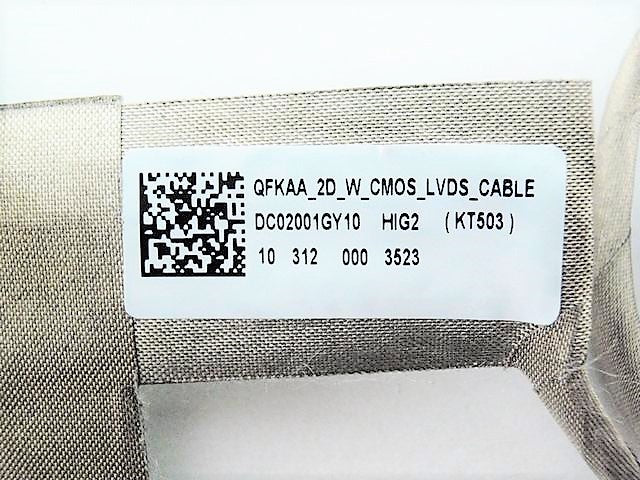 QFKAA_2D_W_CMOS_LVDS_CABLE
DC02001GY10 HIG2 (KT503)
10 312 000 3523